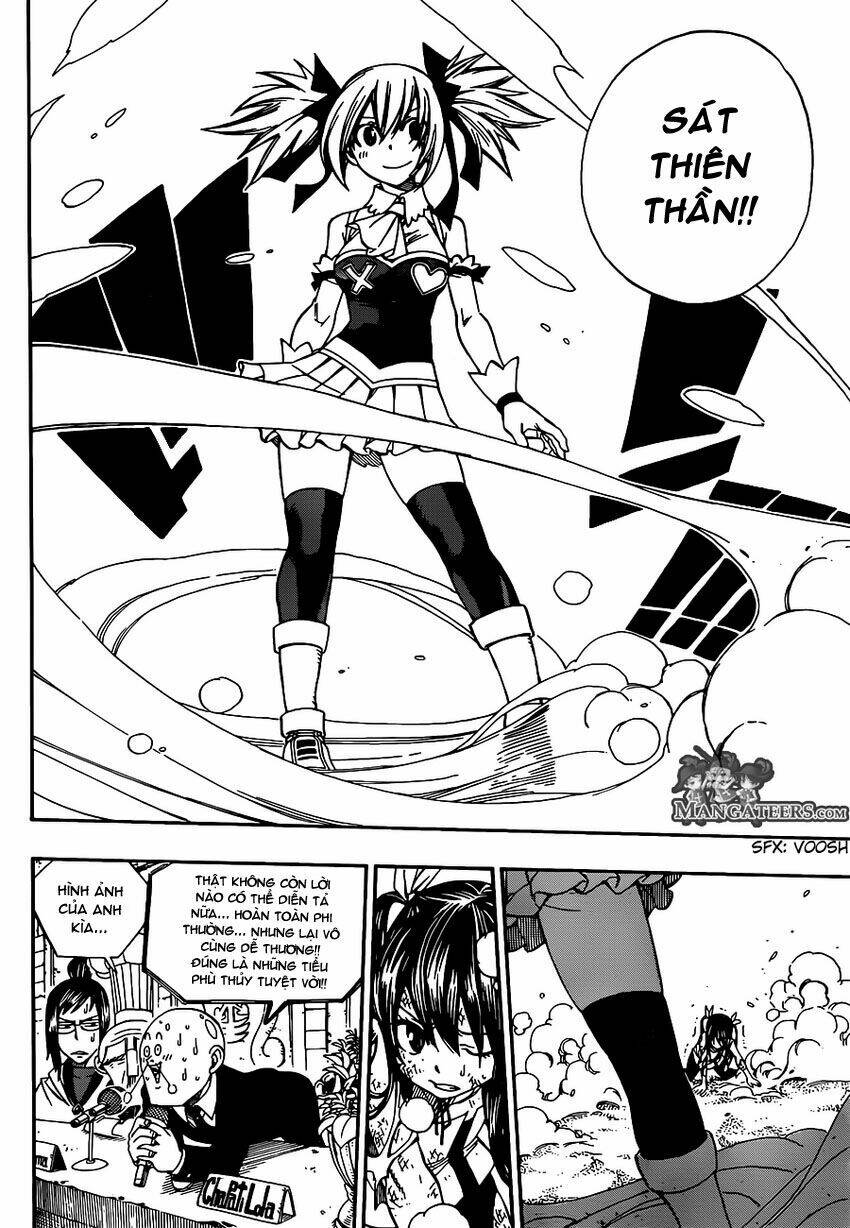 SÁT
THIÊN
THẦN!!
MANGATEERS.COM
SFX: VOOSH
HÌNH ẢNH
CỦA ANH
KÌA...
THẬT KHÔNG CÒN LỜI
NÀO CÓ THỂ DIỄN TẢ
NỮA... HOÀN TOÀN PHI
THƯỜNG... NHƯNG LẠI VÔ
CÙNG DỄ THƯƠNG!!
ĐÚNG LÀ NHỮNG TIỂU
PHÙ THỦY TUYỆT VỜI!!
Chapati Lola